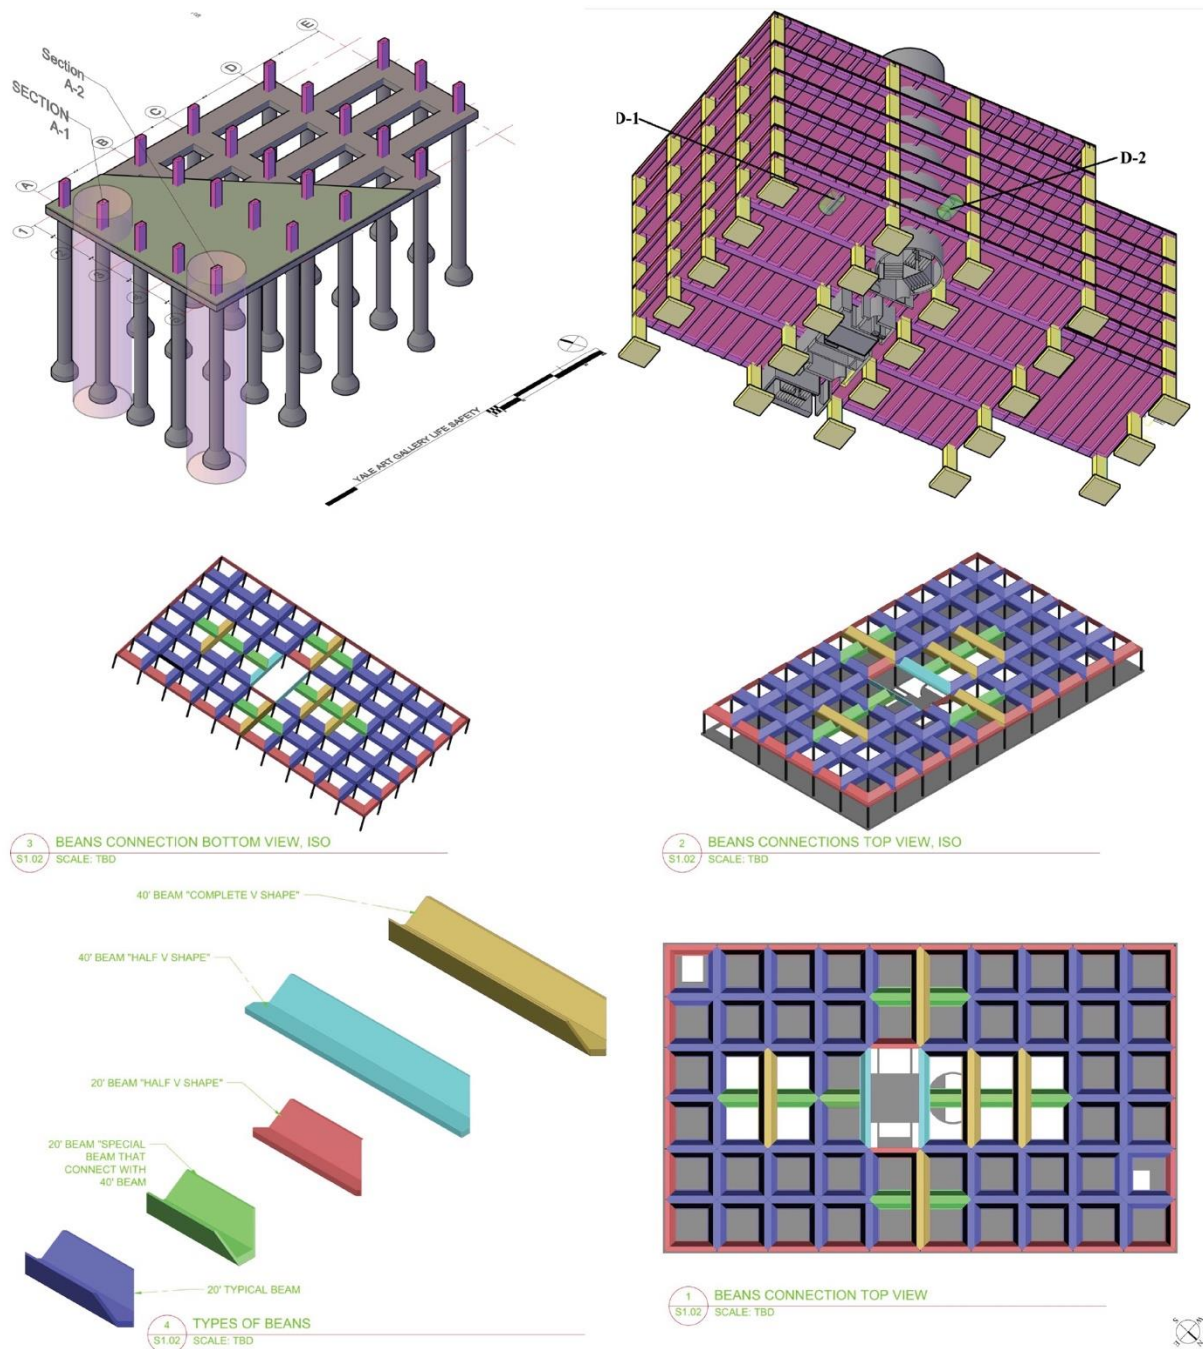 E
D
C
B
A
1
Section
A-2
SECTION
A-1
YALE ART GALLERY LIFE SAFETY
D-1
D-2
3
S1.02
BEANS CONNECTION BOTTOM VIEW, ISO
SCALE: TBD
2
S1.02
BEANS CONNECTIONS TOP VIEW, ISO
SCALE: TBD
40' BEAM "COMPLETE V SHAPE"
40' BEAM "HALF V SHAPE"
20' BEAM "HALF V SHAPE"
20' BEAM "SPECIAL
BEAM THAT
CONNECT WITH
40' BEAM
20' TYPICAL BEAM
4
S1.02
TYPES OF BEANS
SCALE: TBD
1
S1.02
BEANS CONNECTION TOP VIEW
SCALE: TBD